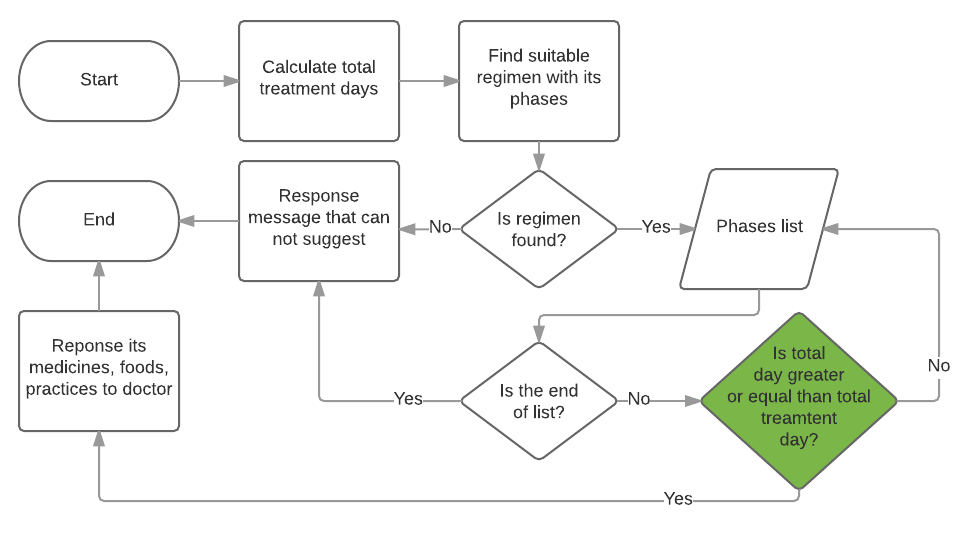 Start
Calculate total
treatment days
Find suitable
regimen with its
phases
End
Response
message that can
not suggest
No
Is regimen
found?
Yes
Phases list
Reponse its
medicines, foods,
practices to doctor
Yes
Is the end
of list?
No
Is total
day greater
or equal than total
treamtent
day?
No
Yes